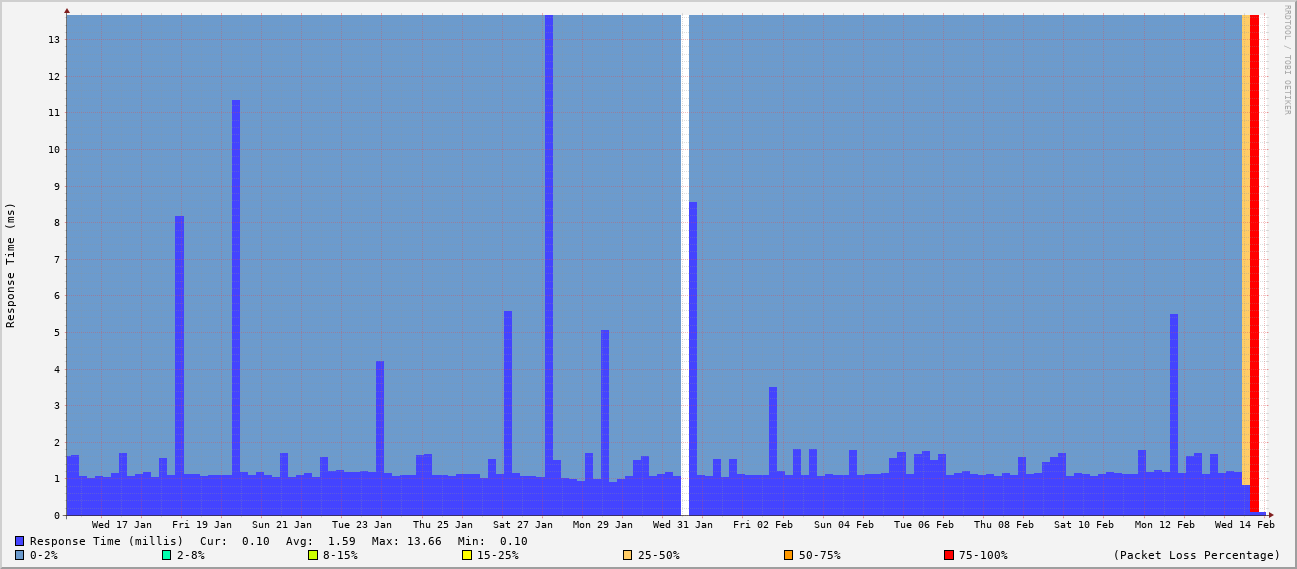 RRDTOOL / TOBI OETIKER
Response Time (ms)
13
12
11
10
9
8
7
6
5
4
3
2
1
0
Wed 17 Jan Fri 19 Jan Sun 21 Jan Tue 23 Jan Thu 25 Jan Sat 27 Jan Mon 29 Jan Wed 31 Jan Fri 02 Feb Sun 04 Feb Tue 06 Feb Thu 08 Feb Sat 10 Feb Mon 12 Feb Wed 14 Feb
Response Time (millis) Cur: 0.10 Avg: 1.59 Max: 13.66 Min: 0.10
0-2% 2-8% 8-15% 15-25% 25-50% 50-75% 75-100% (Packet Loss Percentage)